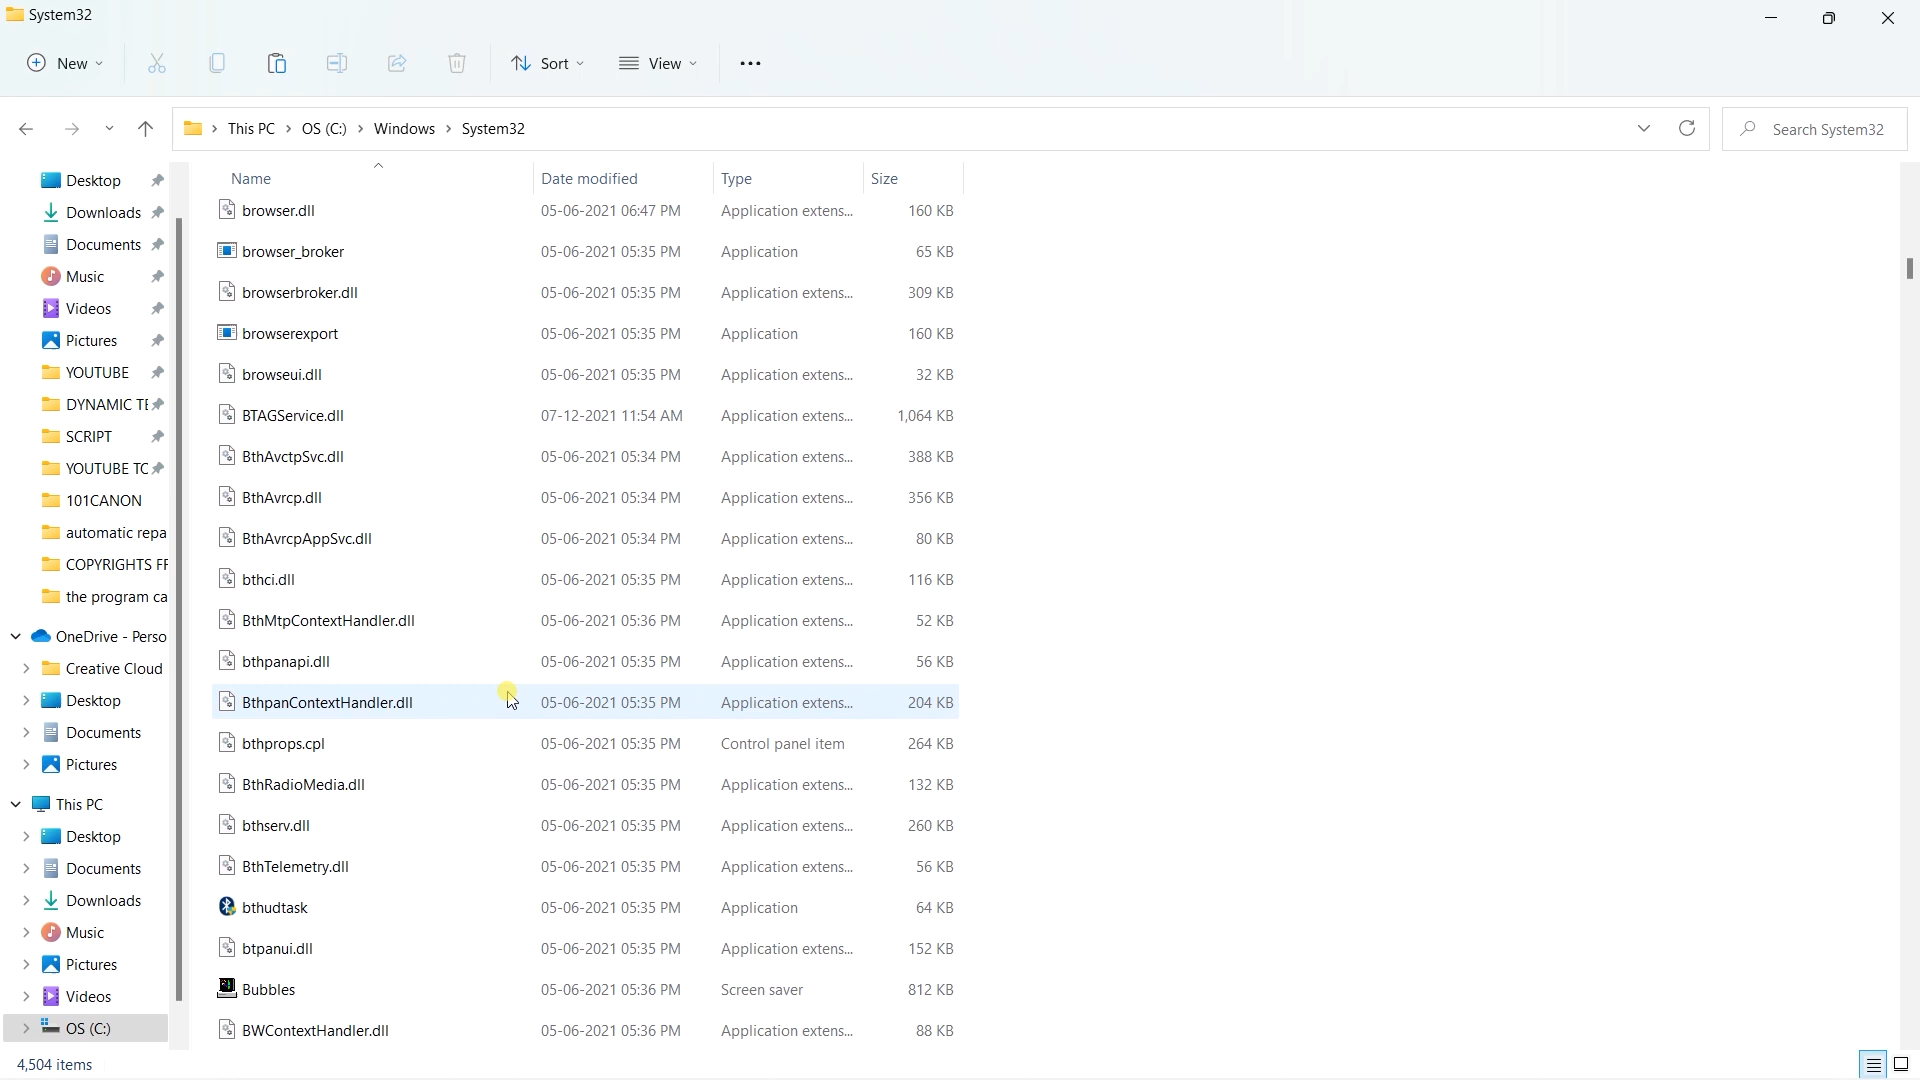 System32
New
Sort
View
This PC > OS (C:) > Windows > System32
Search System32
Name Date modified Type Size
Desktop
Downloads
Documents
Music
Videos
Pictures
YOUTUBE
DYNAMIC TE
SCRIPT
YOUTUBE TC
101CANON
automatic repa
COPYRIGHTS FF
the program ca
OneDrive - Perso
Creative Cloud
Desktop
Documents
Pictures
This PC
Desktop
Documents
Downloads
Music
Pictures
Videos
OS (C:)
browser.dll 05-06-2021 06:47 PM Application extens... 160 KB
browser_broker 05-06-2021 05:35 PM Application 65 KB
browserbroker.dll 05-06-2021 05:35 PM Application extens... 309 KB
browserexport 05-06-2021 05:35 PM Application 160 KB
browseui.dll 05-06-2021 05:35 PM Application extens... 32 KB
BTAGService.dll 07-12-2021 11:54 AM Application extens... 1,064 KB
BthAvctpSvc.dll 05-06-2021 05:34 PM Application extens... 388 KB
BthAvrcp.dll 05-06-2021 05:34 PM Application extens... 356 KB
BthAvrcpAppSvc.dll 05-06-2021 05:34 PM Application extens... 80 KB
bthci.dll 05-06-2021 05:35 PM Application extens... 116 KB
BthMtpContextHandler.dll 05-06-2021 05:36 PM Application extens... 52 KB
bthpanapi.dll 05-06-2021 05:35 PM Application extens... 56 KB
BthpanContextHandler.dll 05-06-2021 05:35 PM Application extens... 204 KB
bthprops.cpl 05-06-2021 05:35 PM Control panel item 264 KB
BthRadioMedia.dll 05-06-2021 05:35 PM Application extens... 132 KB
bthserv.dll 05-06-2021 05:35 PM Application extens... 260 KB
BthTelemetry.dll 05-06-2021 05:35 PM Application extens... 56 KB
bthudtask 05-06-2021 05:35 PM Application 64 KB
btpanui.dll 05-06-2021 05:35 PM Application extens... 152 KB
Bubbles 05-06-2021 05:36 PM Screen saver 812 KB
BWContextHandler.dll 05-06-2021 05:36 PM Application extens... 88 KB
4,504 items